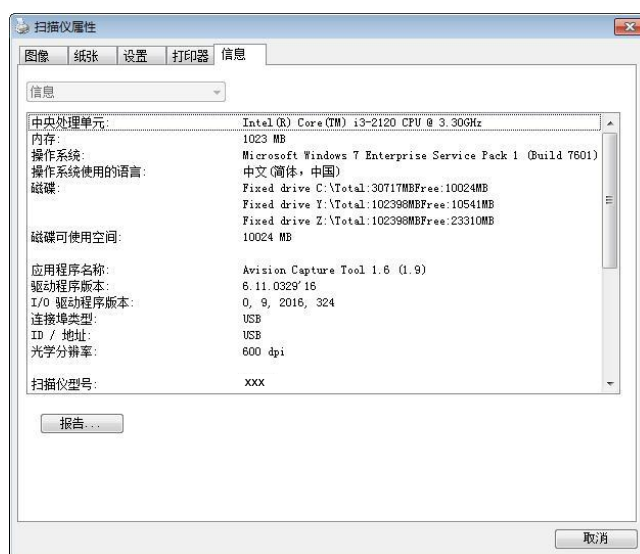 扫描仪属性
图像 纸张 设置 打印器 信息
信息
中央处理单元: Intel(R) Core(TM) i3-2120 CPU @ 3.30GHz
内存: 1023 MB
操作系统: Microsoft Windows 7 Enterprise Service Pack 1 (Build 7601)
操作系统使用的语言: 中文(简体，中国)
磁碟: Fixed drive C:\Total:30717MBFree:10024MB
Fixed drive Y:\Total:102398MBFree:10541MB
Fixed drive Z:\Total:102398MBFree:23310MB
磁碟可使用空间: 10024 MB
应用程序名称: Avision Capture Tool 1.6 (1.9)
驱动程序版本: 6.11.0329'16
I/O 驱动程序版本: 0, 9, 2016, 324
连接埠类型: USB
ID / 地址: USB
光学分辨率: 600 dpi
扫描仪型号: XXX
报告...
取消